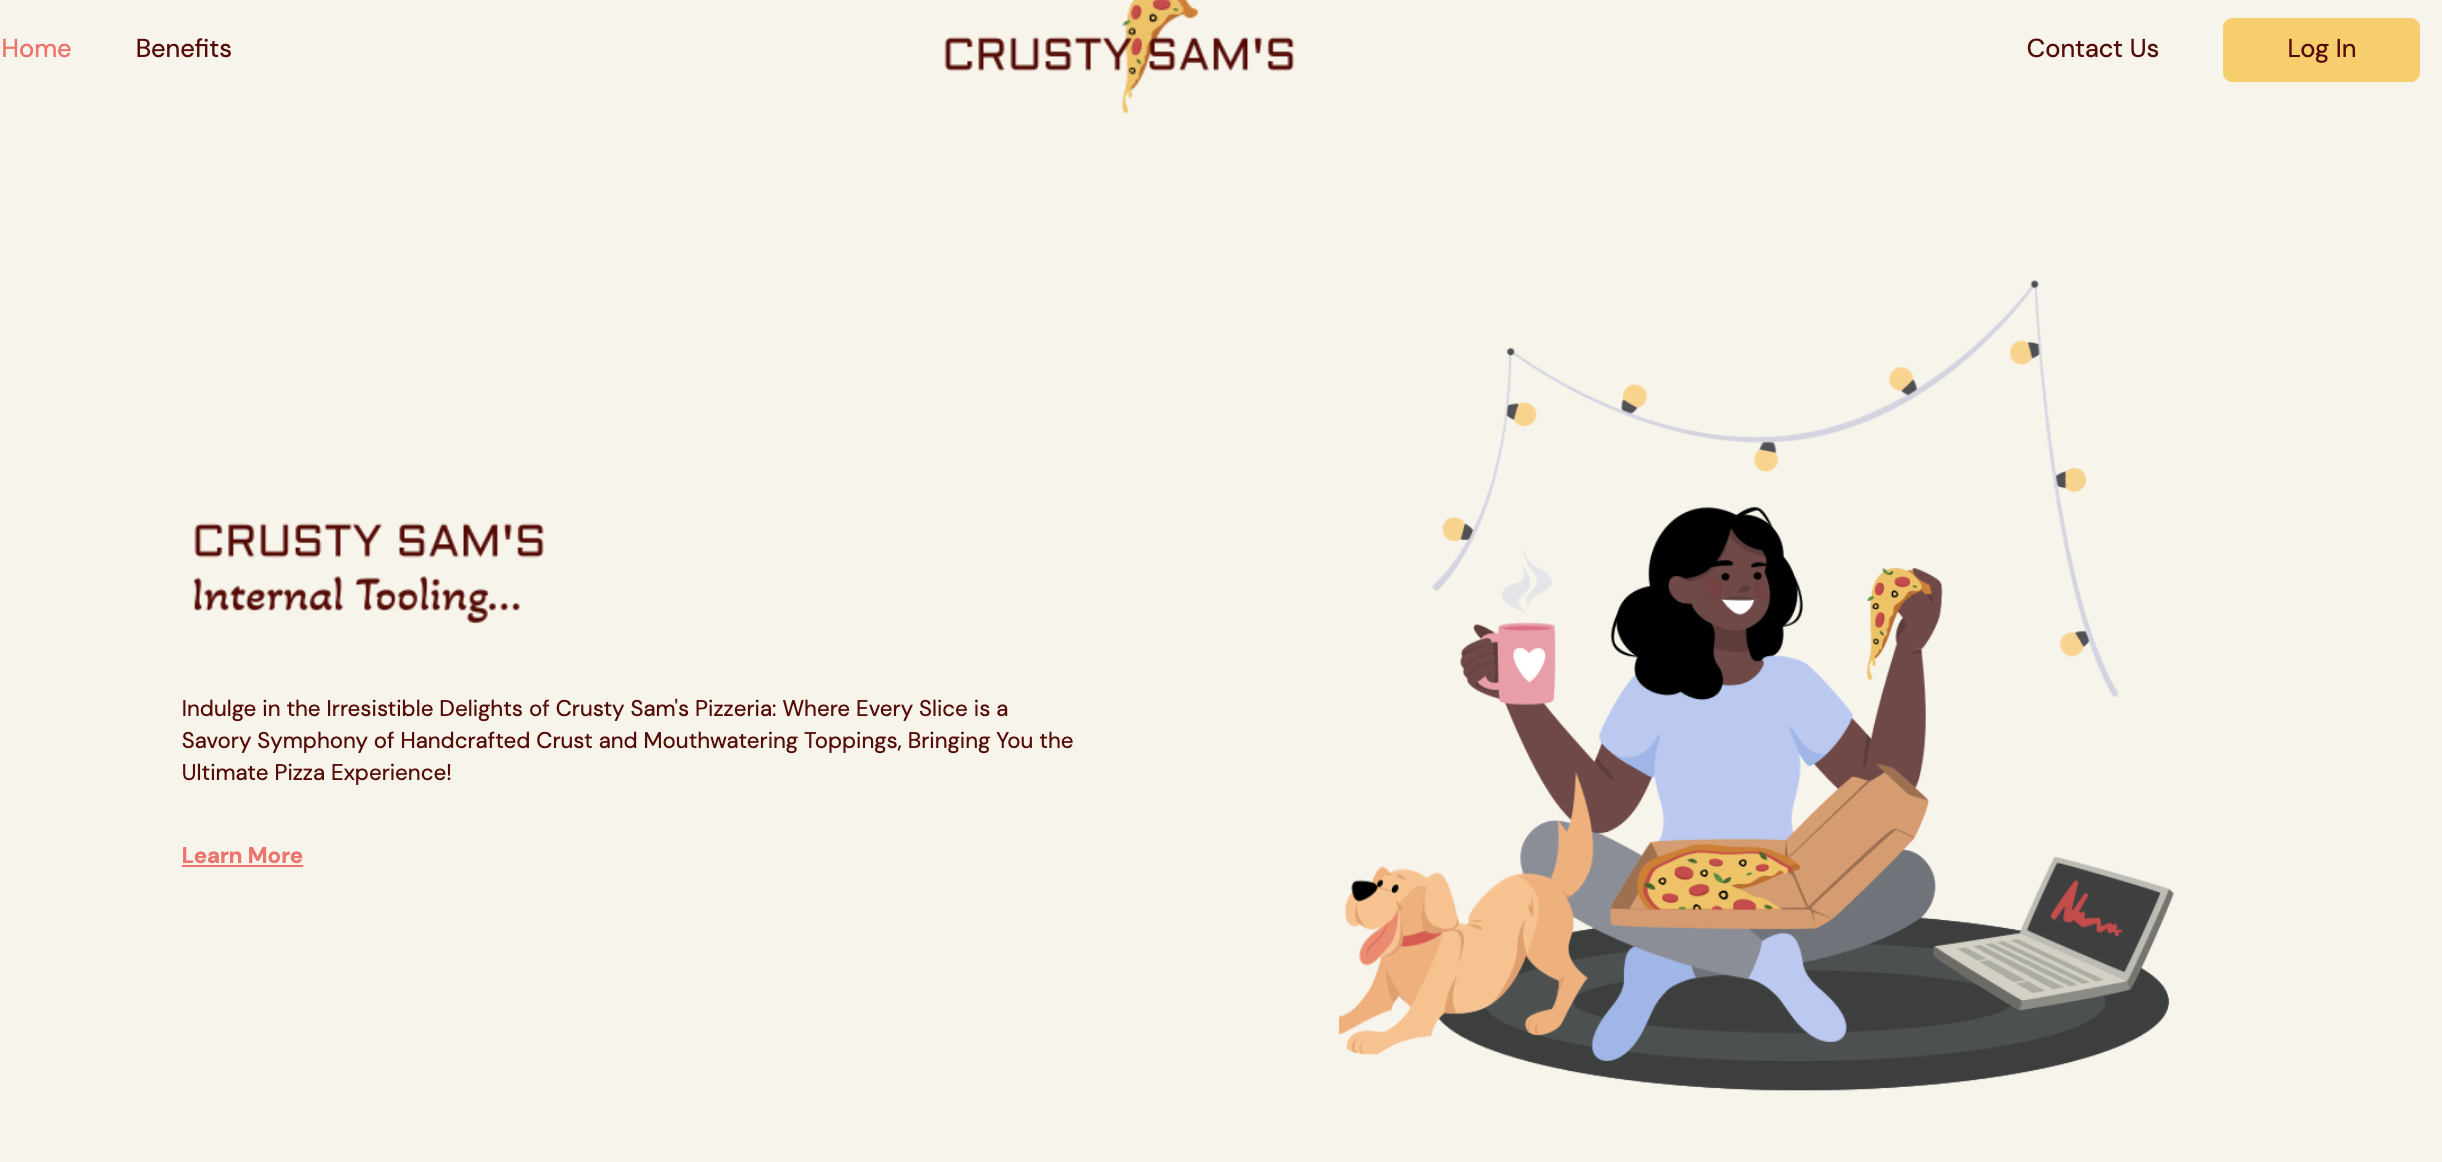 Home
Benefits
CRUSTY SAM'S
Contact Us
Log In
CRUSTY SAM'S
Internal Tooling...
Indulge in the Irresistible Delights of Crusty Sam's Pizzeria: Where Every Slice is a
Savory Symphony of Handcrafted Crust and Mouthwatering Toppings, Bringing You the
Ultimate Pizza Experience!
Learn More